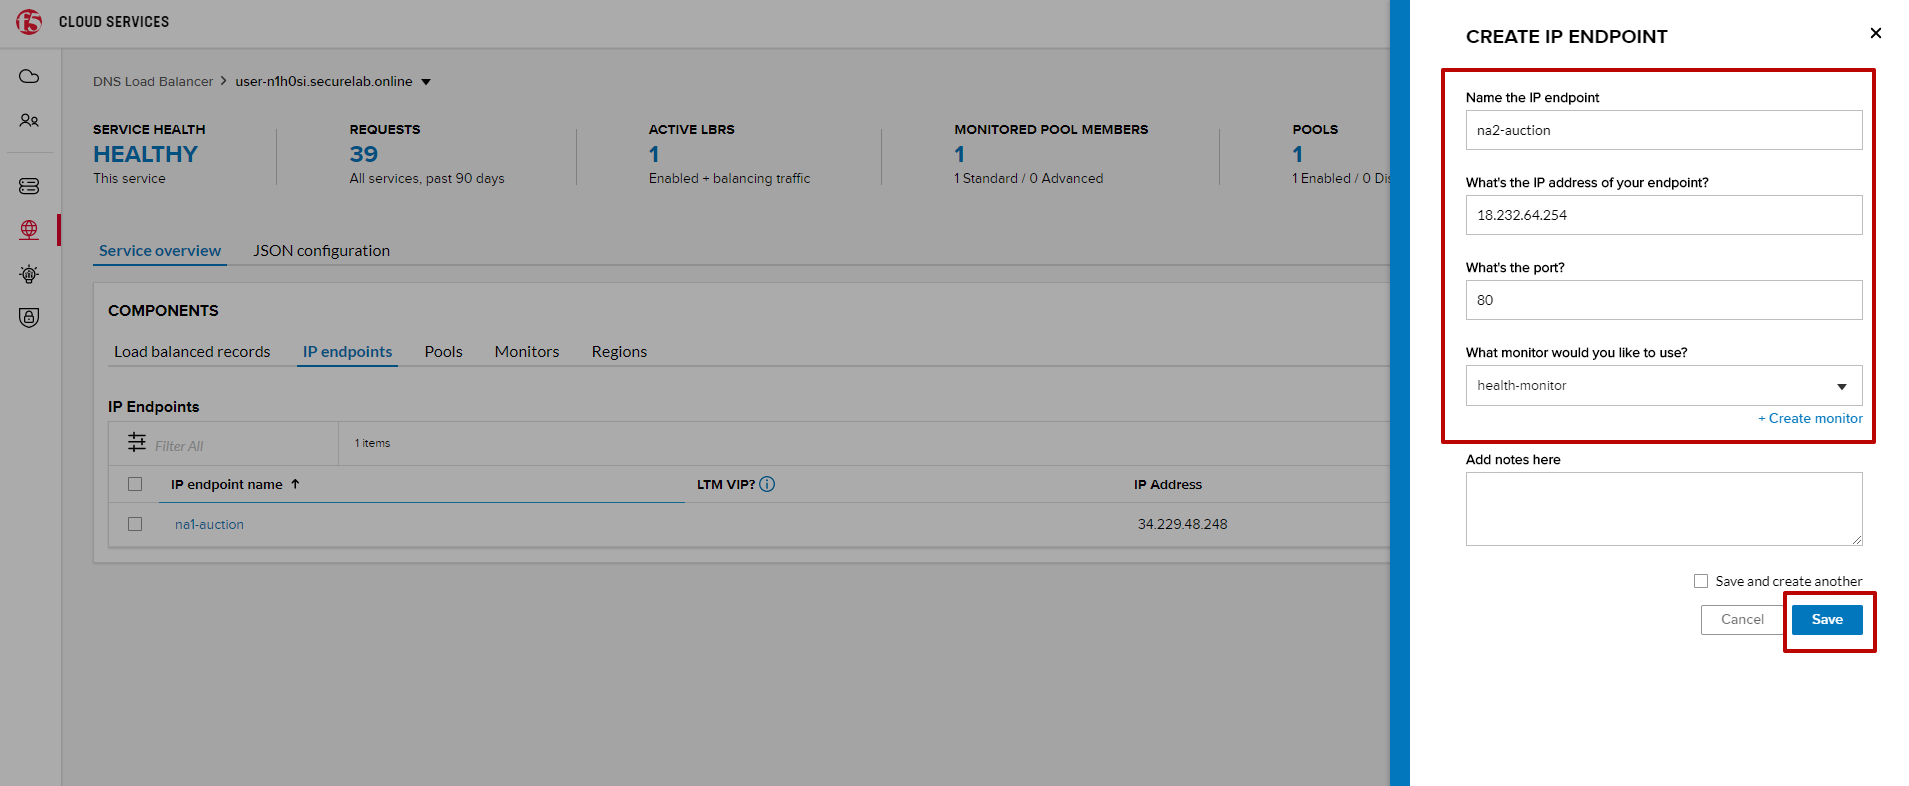 f5 CLOUD SERVICES
DNS Load Balancer > user-n1h0si.securelab.online
SERVICE HEALTH
HEALTHY
This service
REQUESTS
39
All services, past 90 days
ACTIVE LBRS
1
Enabled + balancing traffic
MONITORED POOL MEMBERS
1
1 Standard / 0 Advanced
POOLS
1
1 Enabled / 0 Dis
Service overview JSON configuration
COMPONENTS
Load balanced records IP endpoints Pools Monitors Regions
IP Endpoints
Filter All 1 items
IP endpoint name LTM VIP? IP Address
na1-auction 34.229.48.248
CREATE IP ENDPOINT
Name the IP endpoint
na2-auction
What's the IP address of your endpoint?
18.232.64.254
What's the port?
80
What monitor would you like to use?
health-monitor
+ Create monitor
Add notes here
Save and create another
Cancel Save